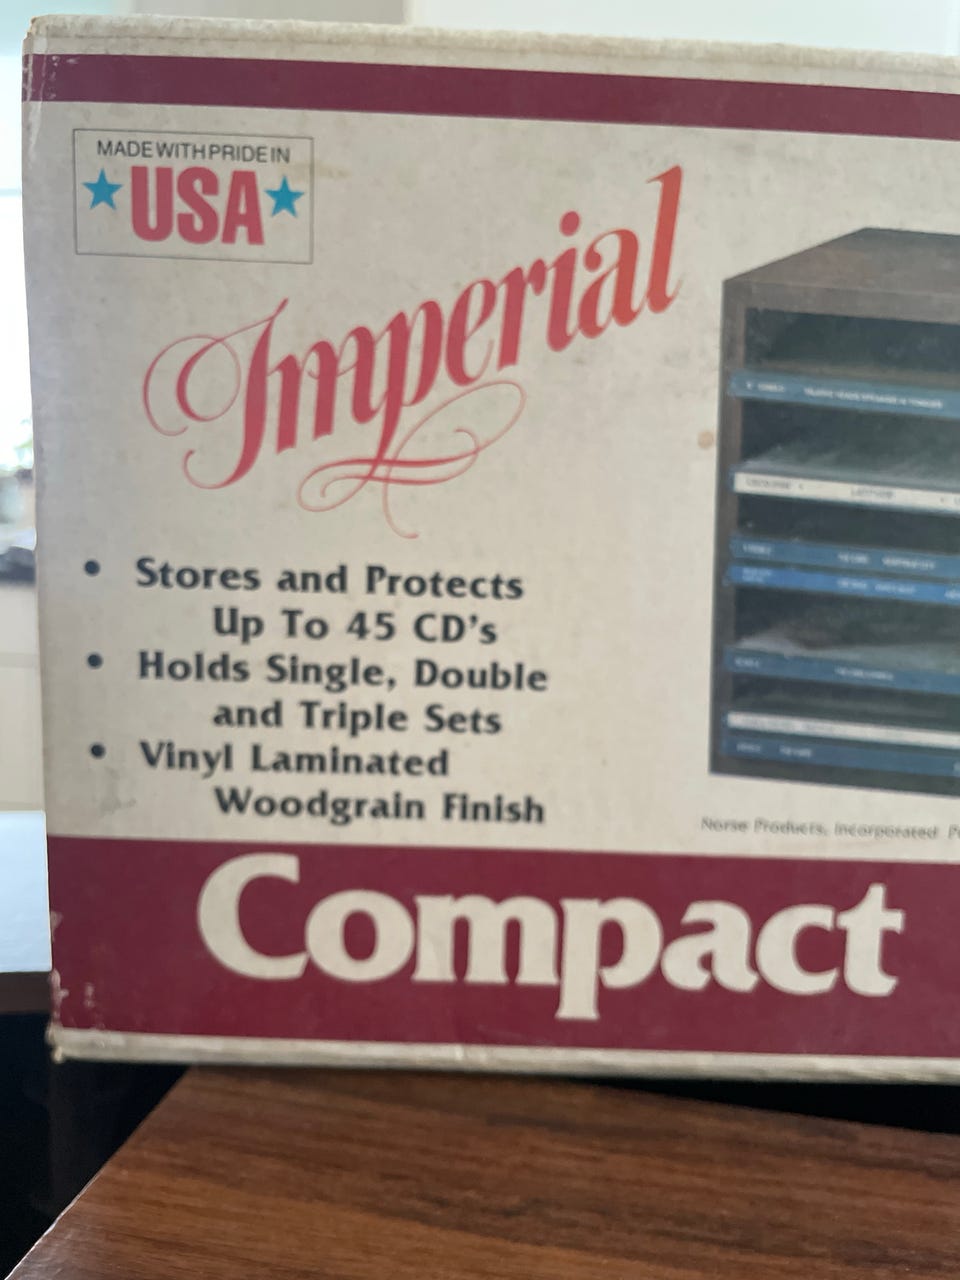 MADE WITH PRIDE IN
USA
Imperial
• Stores and Protects
Up To 45 CD's
• Holds Single, Double
and Triple Sets
• Vinyl Laminated
Woodgrain Finish
Norse Products, Incorporated
Compact